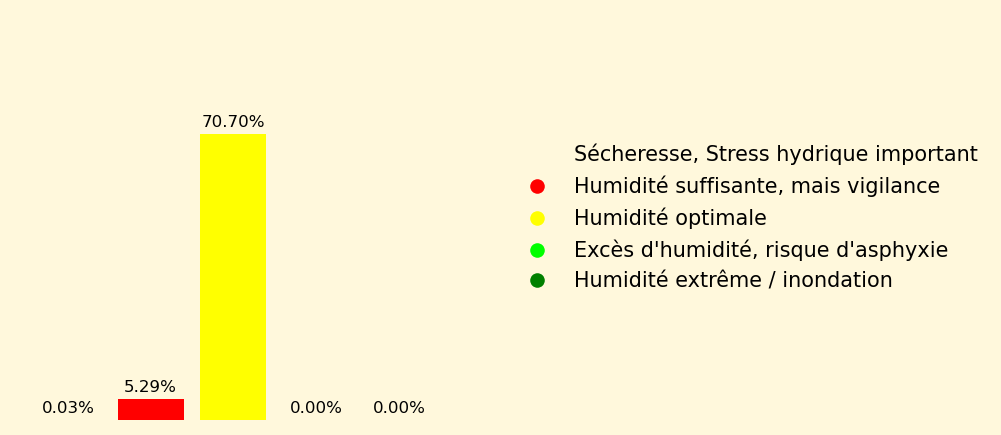 70.70%
5.29%
0.03%
0.00%
0.00%
Sécheresse, Stress hydrique important
Humidité suffisante, mais vigilance
Humidité optimale
Excès d'humidité, risque d'asphyxie
Humidité extrême / inondation